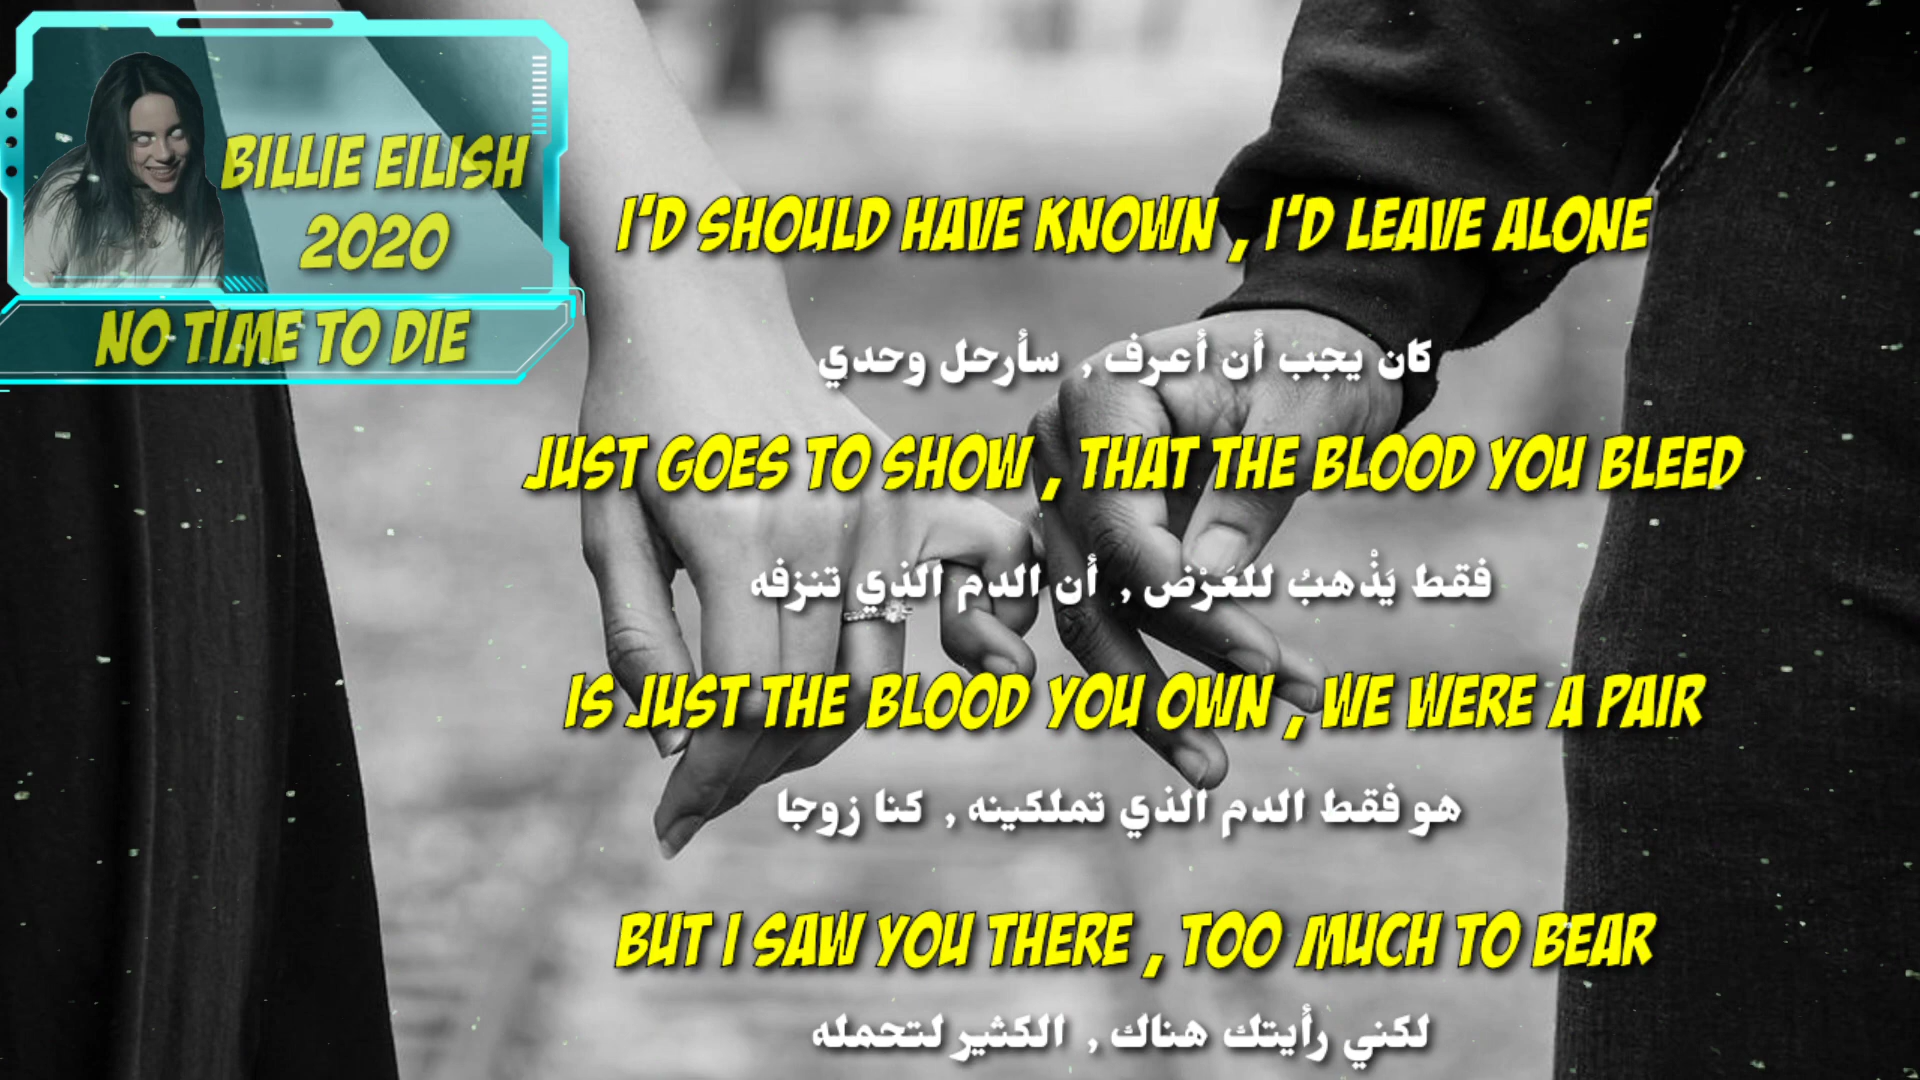 BILLIE EILISH
2020
NO TIME TO DIE
I'D SHOULD HAVE KNOWN , I'D LEAVE ALONE
كان يجب أن أعرف , سأرحل وحدي
JUST GOES TO SHOW , THAT THE BLOOD YOU BLEED
فقط يَذْهبُ للعَرْض , أن الدم الذي تنزفه
IS JUST THE BLOOD YOU OWN , WE WERE A PAIR
هو فقط الدم الذي تملكينه , كنا زوجا
BUT I SAW YOU THERE , TOO MUCH TO BEAR
لكني رأيتك هناك , الكثير لتحمله